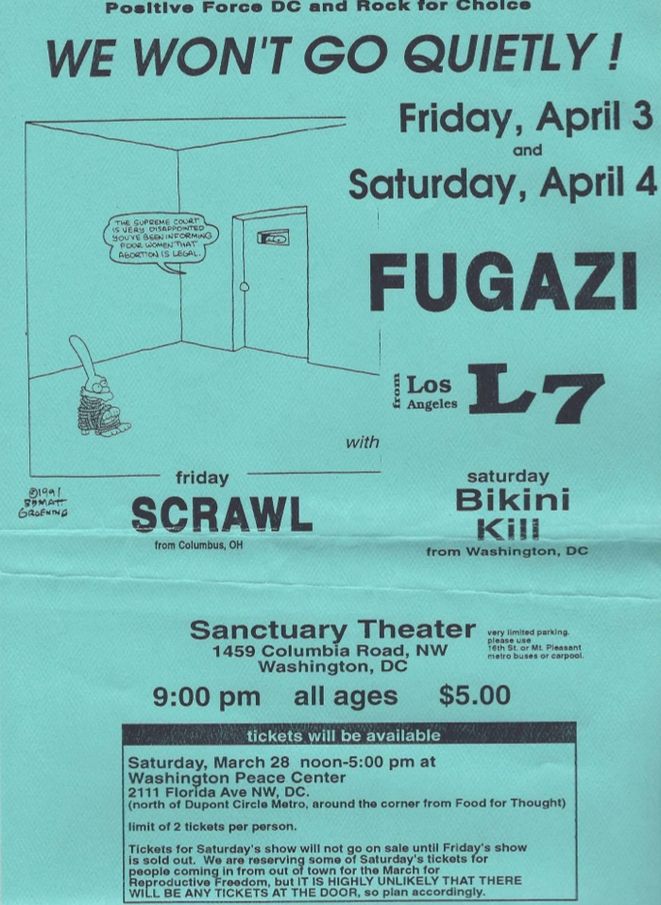 Positive Force DC and Rock for Choice
WE WON'T GO QUIETLY !
Friday, April 3
and
Saturday, April 4
THE SUPREME COURT
IS VERY DISAPPOINTED
YOU'VE BEEN INFORMING
POOR WOMEN THAT
ABORTION IS LEGAL.
FUGAZI
from Los Angeles L7
with
©1991
BY MATT
GROENING
friday
SCRAWL
from Columbus, OH
saturday
Bikini
Kill
from Washington, DC
Sanctuary Theater
1459 Columbia Road, NW
Washington, DC
very limited parking.
please use
16th St. or Mt. Pleasant
metro buses or carpool.
9:00 pm all ages $5.00
tickets will be available
Saturday, March 28 noon-5:00 pm at
Washington Peace Center
2111 Florida Ave NW, DC.
(north of Dupont Circle Metro, around the corner from Food for Thought)
limit of 2 tickets per person.
Tickets for Saturday's show will not go on sale until Friday's show
is sold out. We are reserving some of Saturday's tickets for
people coming in from out of town for the March for
Reproductive Freedom, but IT IS HIGHLY UNLIKELY THAT THERE
WILL BE ANY TICKETS AT THE DOOR, so plan accordingly.